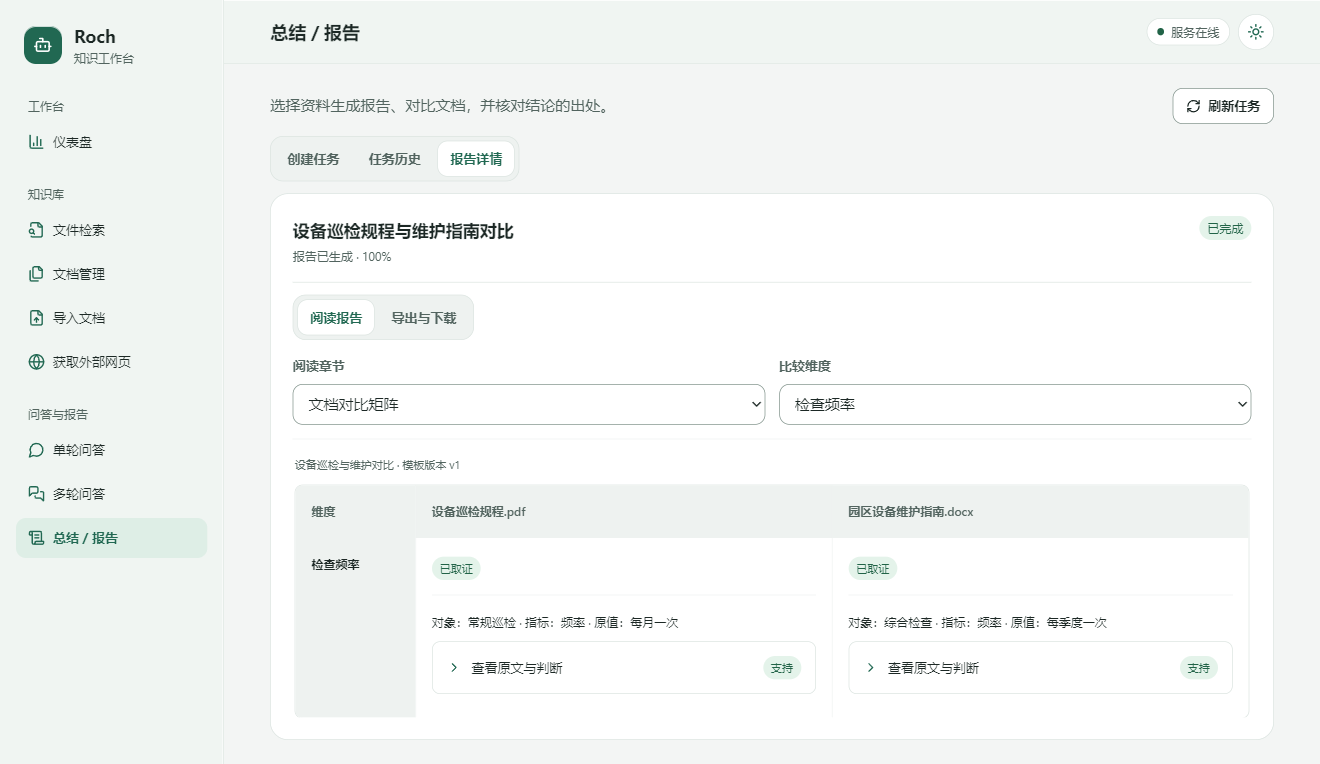 Roch
知识工作台
工作台
仪表盘
知识库
文件检索
文档管理
导入文档
获取外部网页
问答与报告
单轮问答
多轮问答
总结 / 报告
总结 / 报告
服务在线
选择资料生成报告、对比文档，并核对结论的出处。
刷新任务
创建任务 任务历史 报告详情
设备巡检规程与维护指南对比
已完成
报告已生成 · 100%
阅读报告 导出与下载
阅读章节 比较维度
文档对比矩阵 检查频率
设备巡检与维护对比 · 模板版本 v1
维度 设备巡检规程.pdf 园区设备维护指南.docx
检查频率 已取证 已取证
对象：常规巡检 · 指标：频率 · 原值：每月一次 对象：综合检查 · 指标：频率 · 原值：每季度一次
查看原文与判断 支持 查看原文与判断 支持